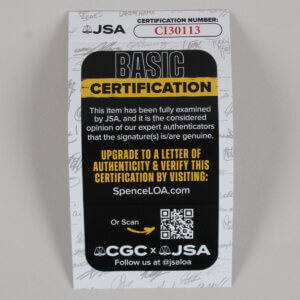 JSA
CERTIFICATION NUMBER:
CI30113
BASIC
CERTIFICATION
This item has been fully examined
by JSA, and it is the considered
opinion of our expert authenticators
that the signature(s) is/are genuine.
UPGRADE TO A LETTER OF
AUTHENTICITY & VERIFY THIS
CERTIFICATION BY VISITING:
SpenceLOA.com
Or Scan
CGC x JSA
Follow us at @jsaloa